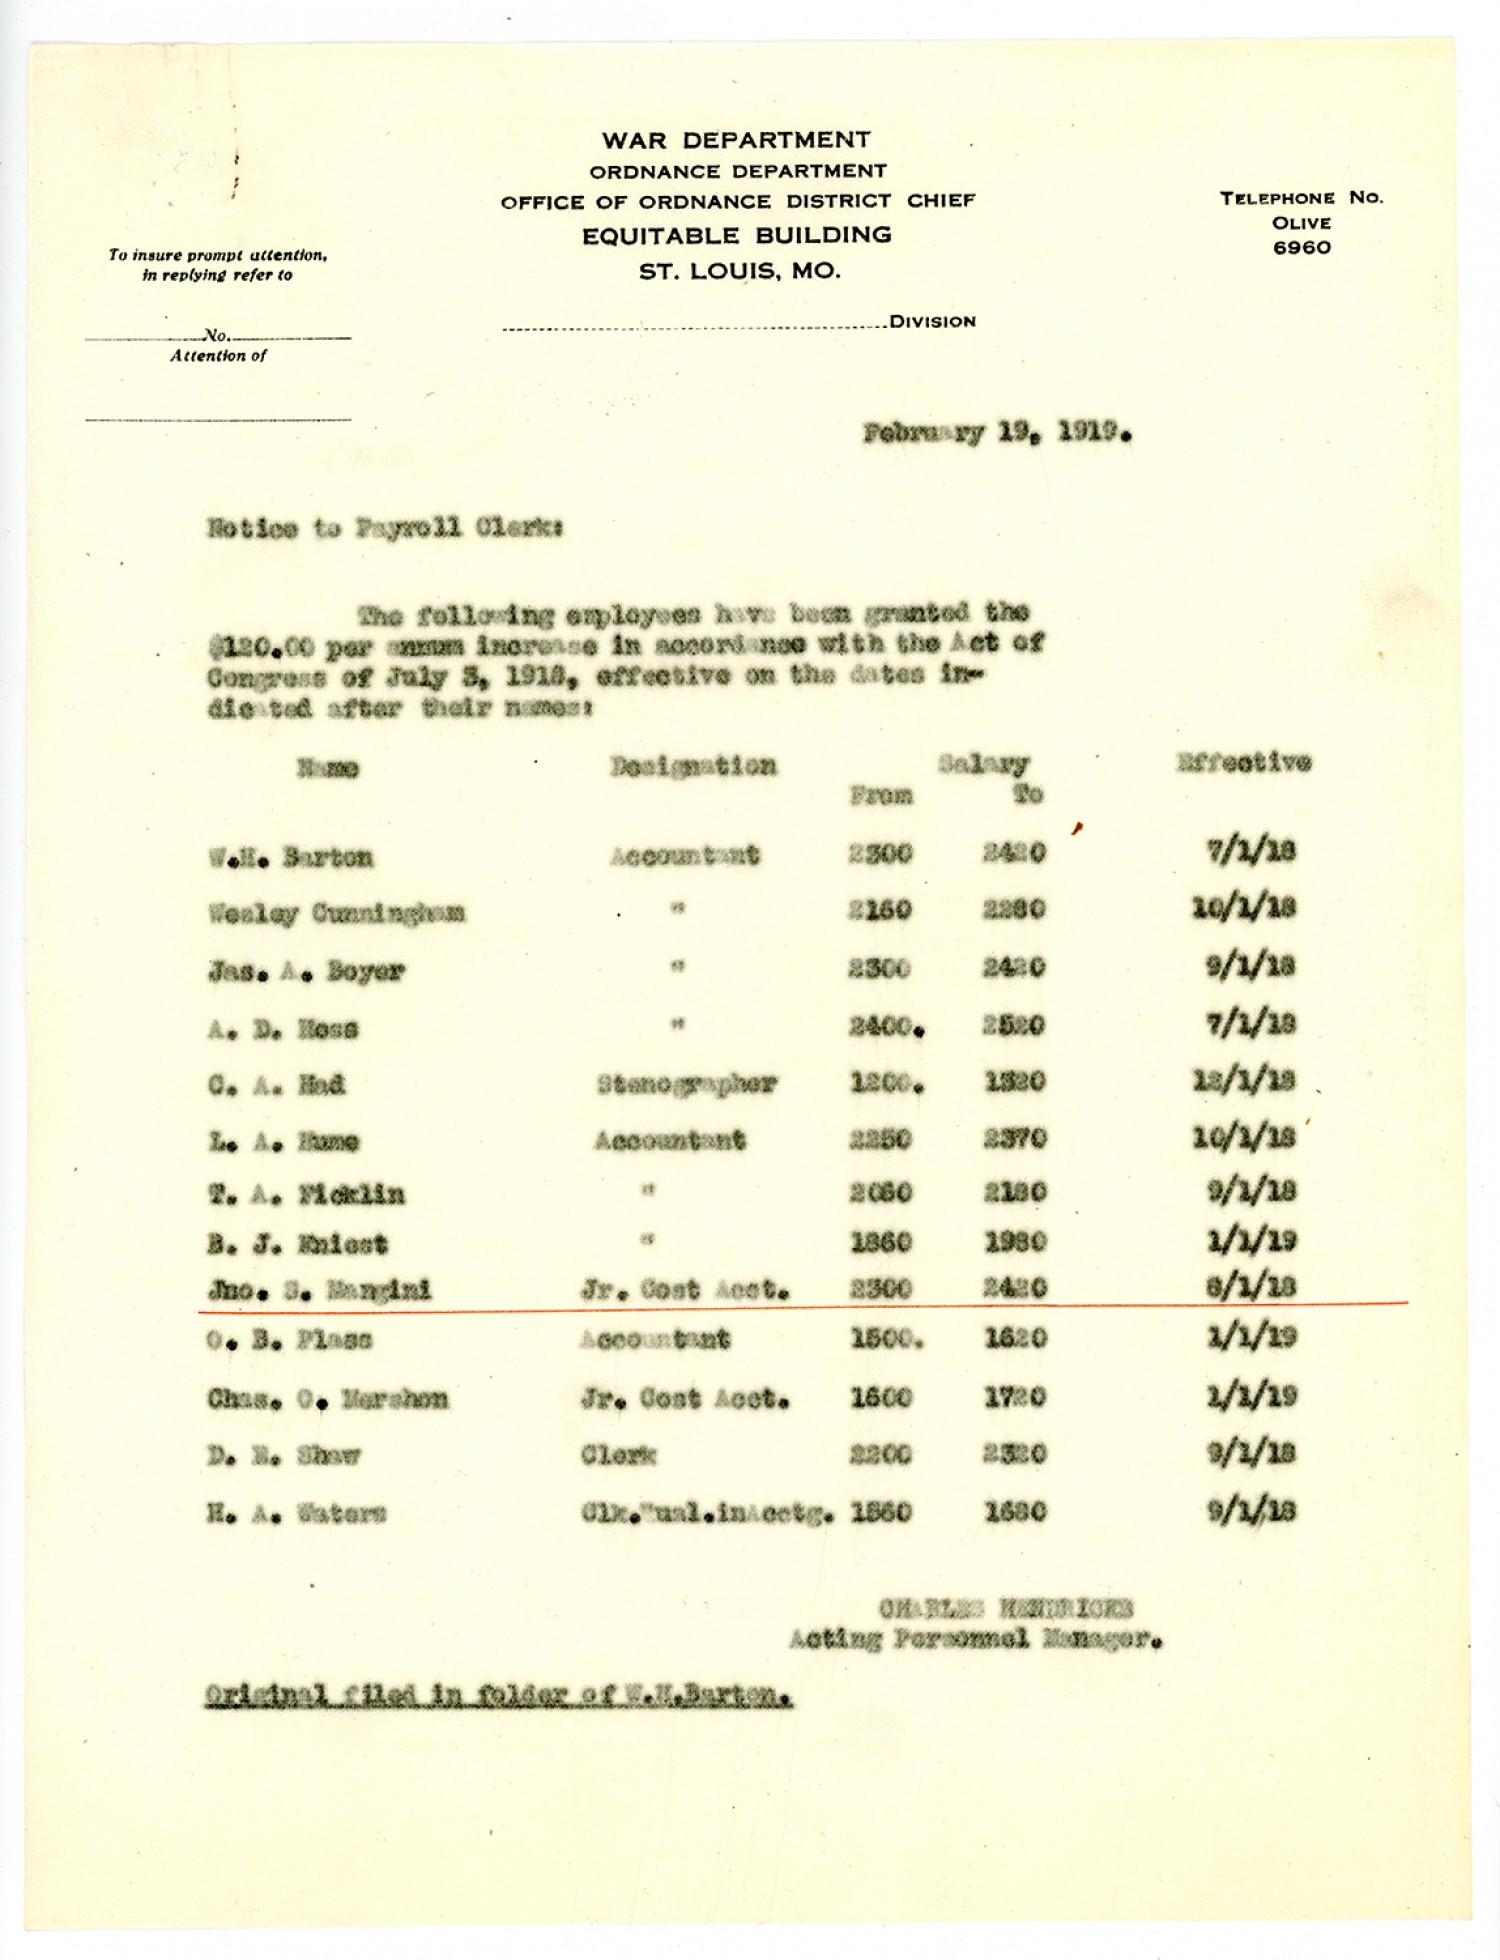 WAR DEPARTMENT
ORDNANCE DEPARTMENT
OFFICE OF ORDNANCE DISTRICT CHIEF
EQUITABLE BUILDING
ST. LOUIS, MO.
DIVISION
TELEPHONE NO.
OLIVE
6960
To insure prompt attention,
in replying refer to
No.
Attention of
February 19, 1919.
Notice to Payroll Clerk:
The following employees have been granted the
$120.00 per annum increase in accordance with the Act of
Congress of July 3, 1918, effective on the dates in-
dicated after their names:
Name Designation Salary Effective
From To
W.H. Barton Accountant 2300 2420 7/1/18
Wesley Cunningham " 2160 2280 10/1/18
Jas. A. Boyer " 2300 2420 9/1/18
A. D. Hoss " 2400. 2520 7/1/18
C. A. Had Stenographer 1200. 1320 12/1/18
L. A. Hume Accountant 2250 2370 10/1/18
T. A. Ficklin " 2060 2180 9/1/18
B. J. Kniest " 1860 1980 1/1/19
Jno. S. Mangini Jr. Cost Acct. 2300 2420 8/1/18
O. B. Plass Accountant 1500. 1620 1/1/19
Chas. C. Mershon Jr. Cost Acct. 1600 1720 1/1/19
D. E. Shaw Clerk 2200 2320 9/1/18
H. A. Waters Clk.Qual.inAcctg. 1560 1680 9/1/18
CHARLES HENDRICKS
Acting Personnel Manager.
Original filed in folder of W.H.Barton.